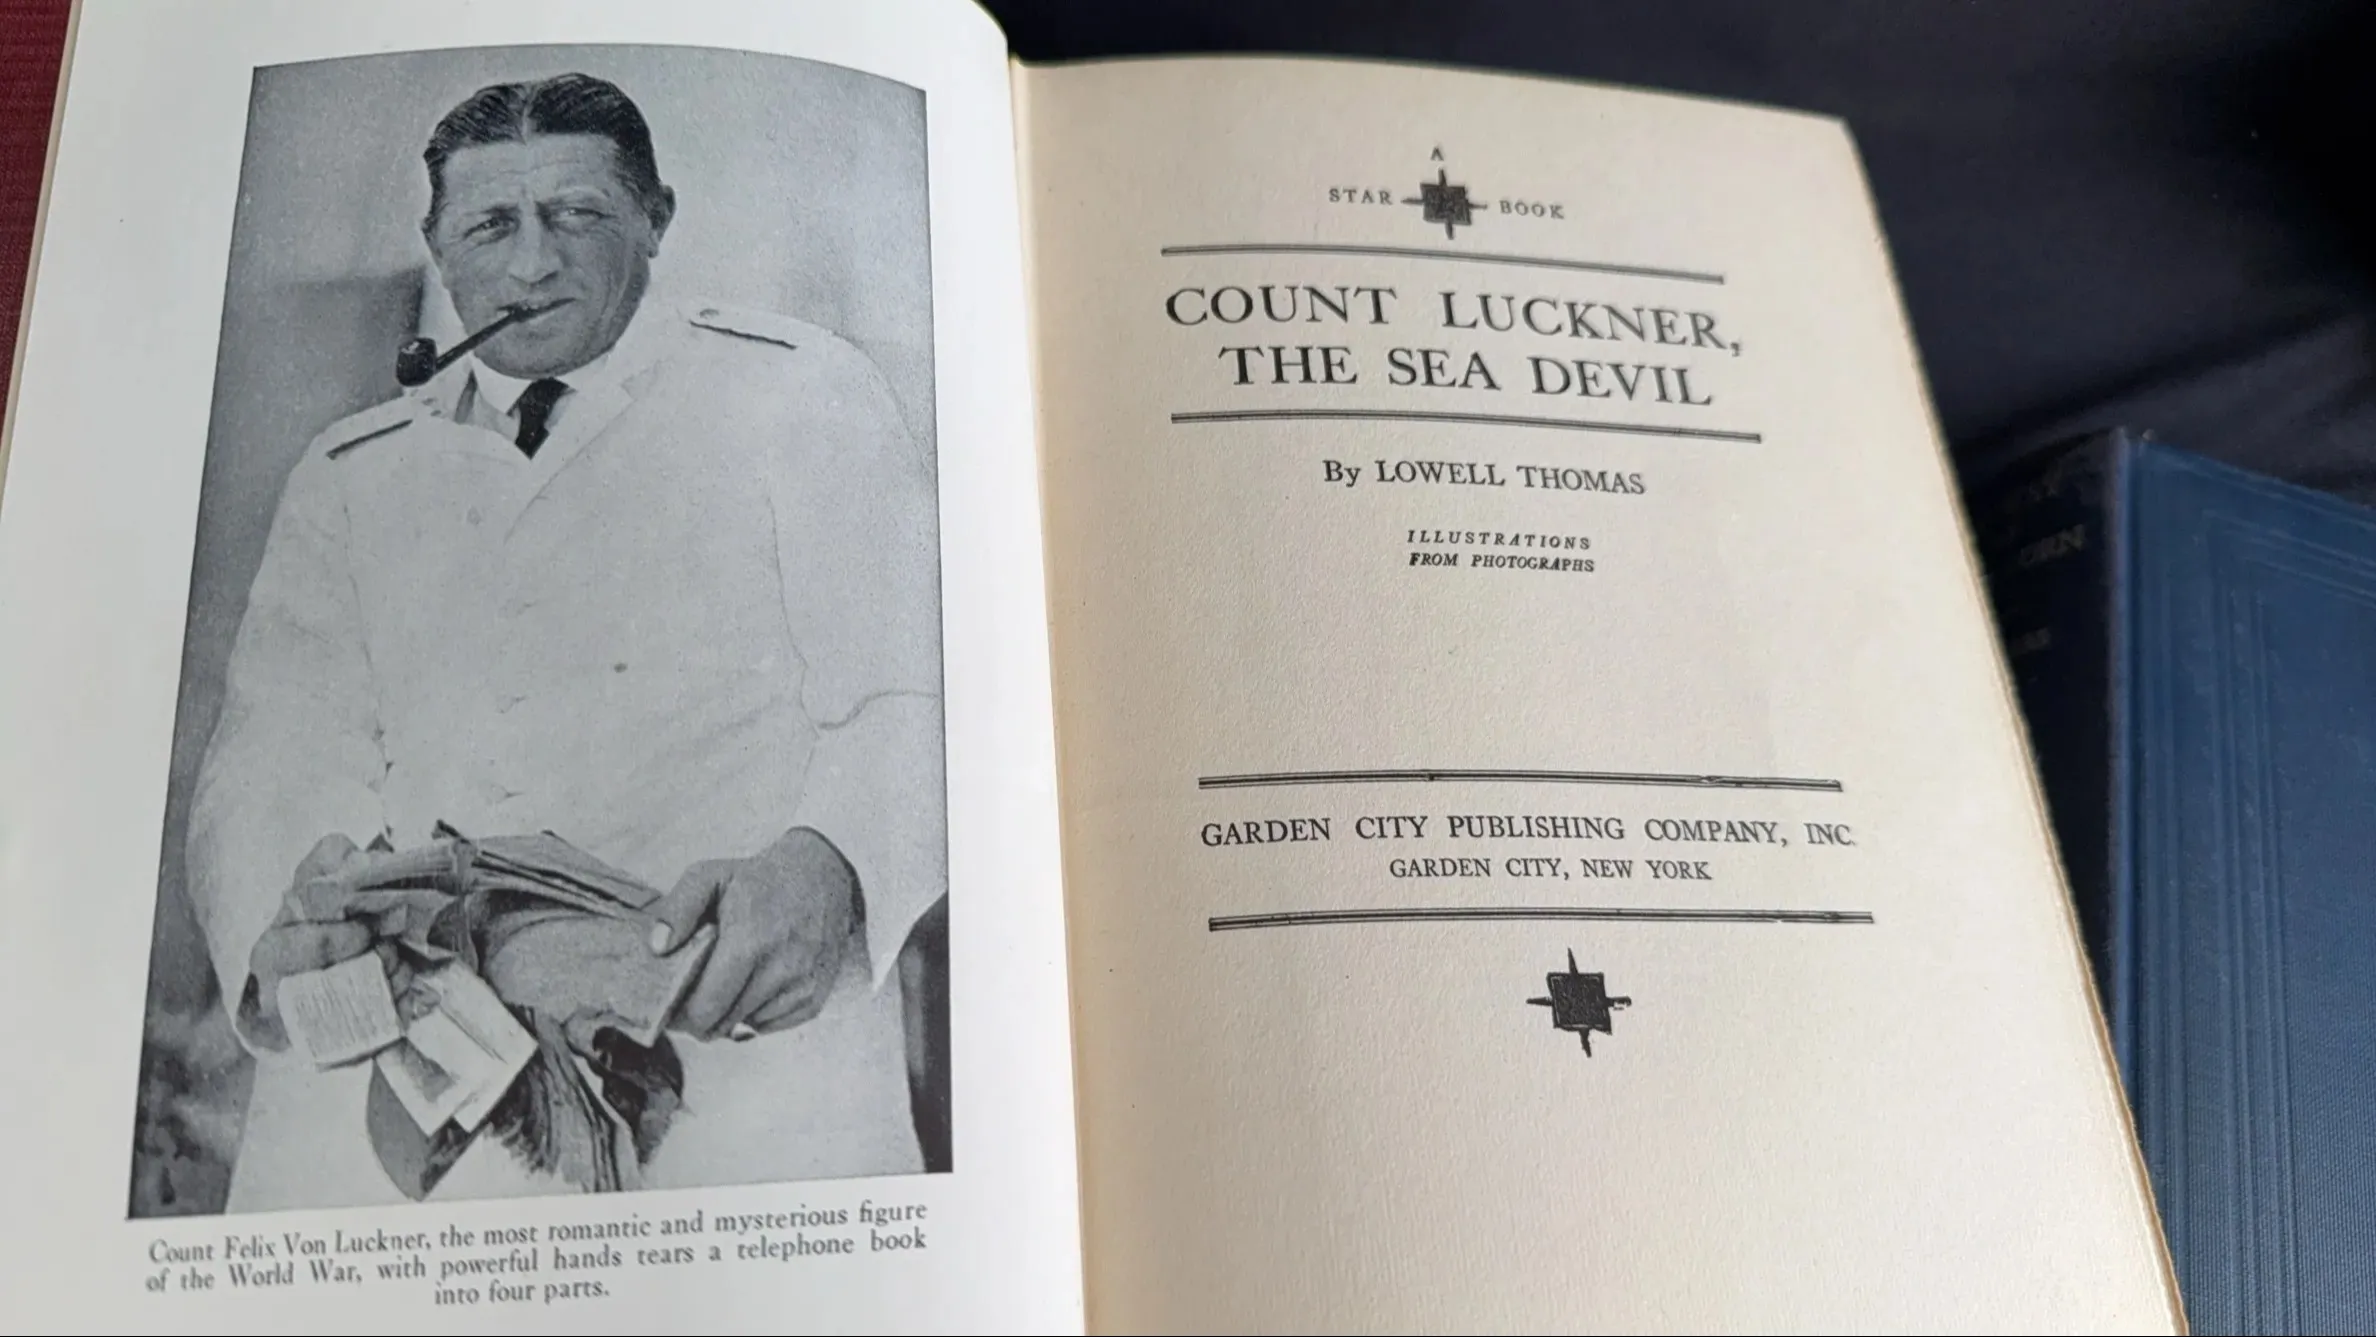 Count Felix Von Luckner, the most romantic and mysterious figure
of the World War, with powerful hands tears a telephone book
into four parts.
A
STAR BOOK
COUNT LUCKNER,
THE SEA DEVIL
By LOWELL THOMAS
ILLUSTRATIONS
FROM PHOTOGRAPHS
GARDEN CITY PUBLISHING COMPANY, INC.
GARDEN CITY, NEW YORK